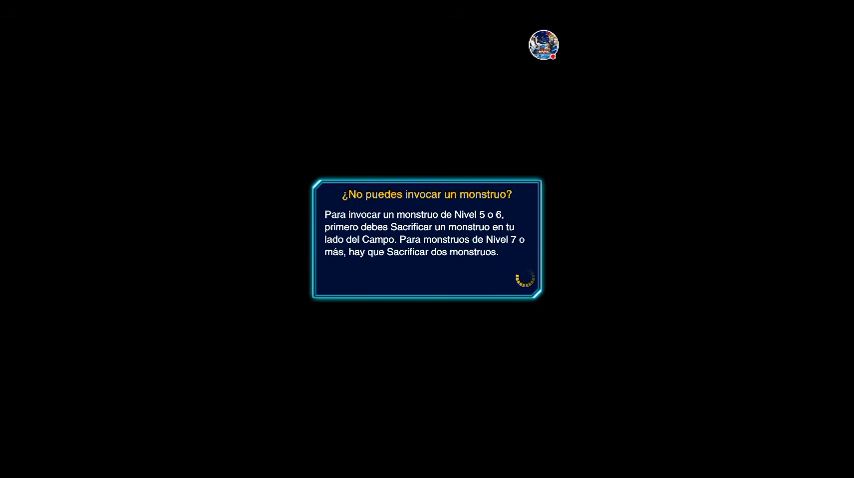 ¿No puedes invocar un monstruo?
Para invocar un monstruo de Nivel 5 o 6,
primero debes Sacrificar un monstruo en tu
lado del Campo. Para monstruos de Nivel 7 o
más, hay que Sacrificar dos monstruos.